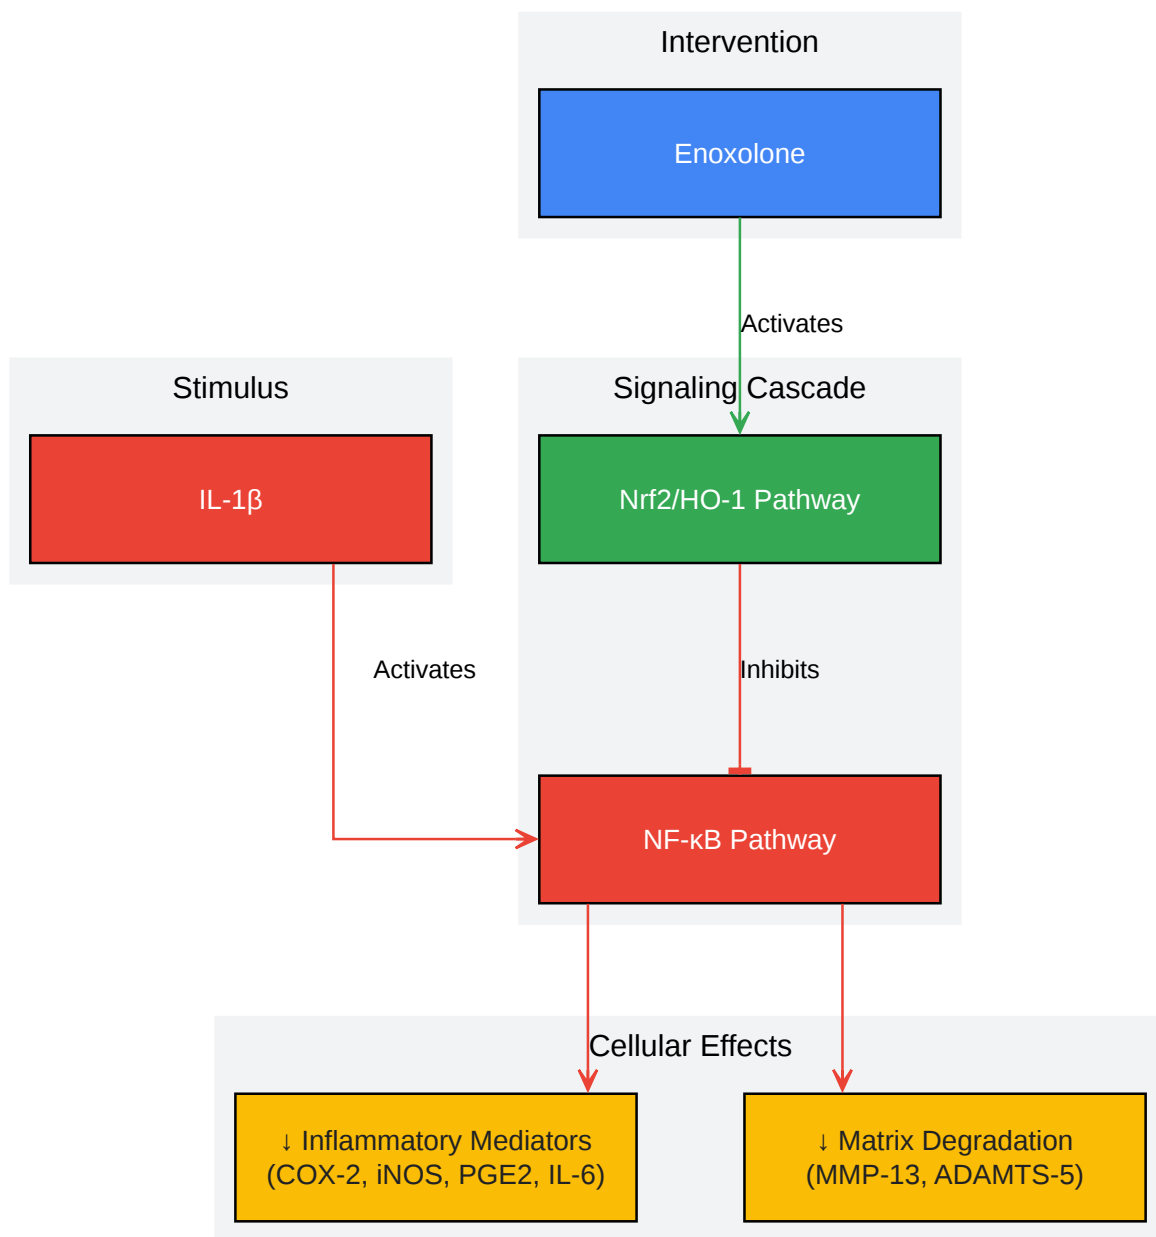 Intervention
Enoxolone
Activates
Stimulus
Signaling Cascade
IL-1β
Nrf2/HO-1 Pathway
Activates
Inhibits
NF-κB Pathway
Cellular Effects
↓ Inflammatory Mediators
(COX-2, iNOS, PGE2, IL-6)
↓ Matrix Degradation
(MMP-13, ADAMTS-5)